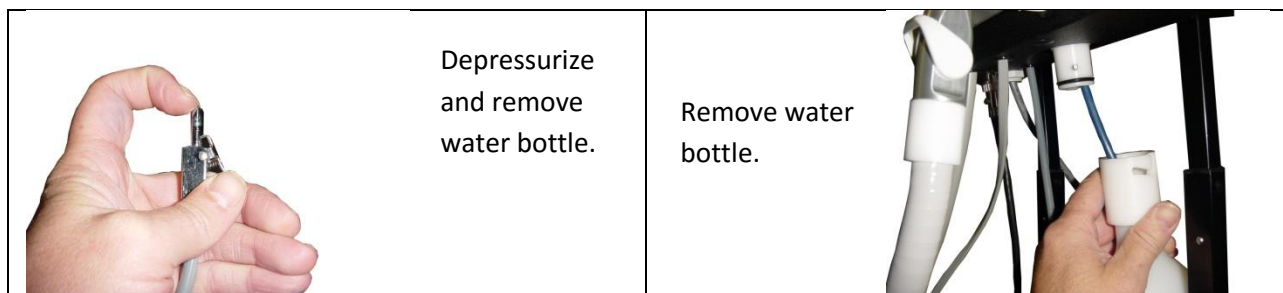 Depressurize
and remove
water bottle.
Remove water
bottle.